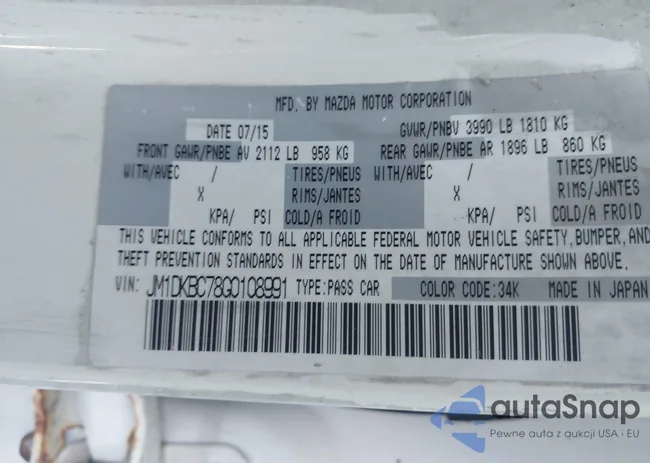 MFD. BY MAZDA MOTOR CORPORATION
DATE 07/15 GVWR/PNBV 3990 LB 1810 KG
FRONT GAWR/PNBE AV 2112 LB 958 KG REAR GAWR/PNBE AR 1896 LB 860 KG
WITH/AVEC / TIRES/PNEUS WITH/AVEC / TIRES/PNEUS
X RIMS/JANTES X RIMS/JANTES
KPA/ PSI COLD/A FROID KPA/ PSI COLD/A FROID
THIS VEHICLE CONFORMS TO ALL APPLICABLE FEDERAL MOTOR VEHICLE SAFETY, BUMPER, AND
THEFT PREVENTION STANDARDS IN EFFECT ON THE DATE OF MANUFACTURE SHOWN ABOVE.
VIN: JM1DKBC78G0108991 TYPE:PASS CAR COLOR CODE:34K MADE IN JAPAN
autaSnap
Pewne auta z aukcji USA i EU